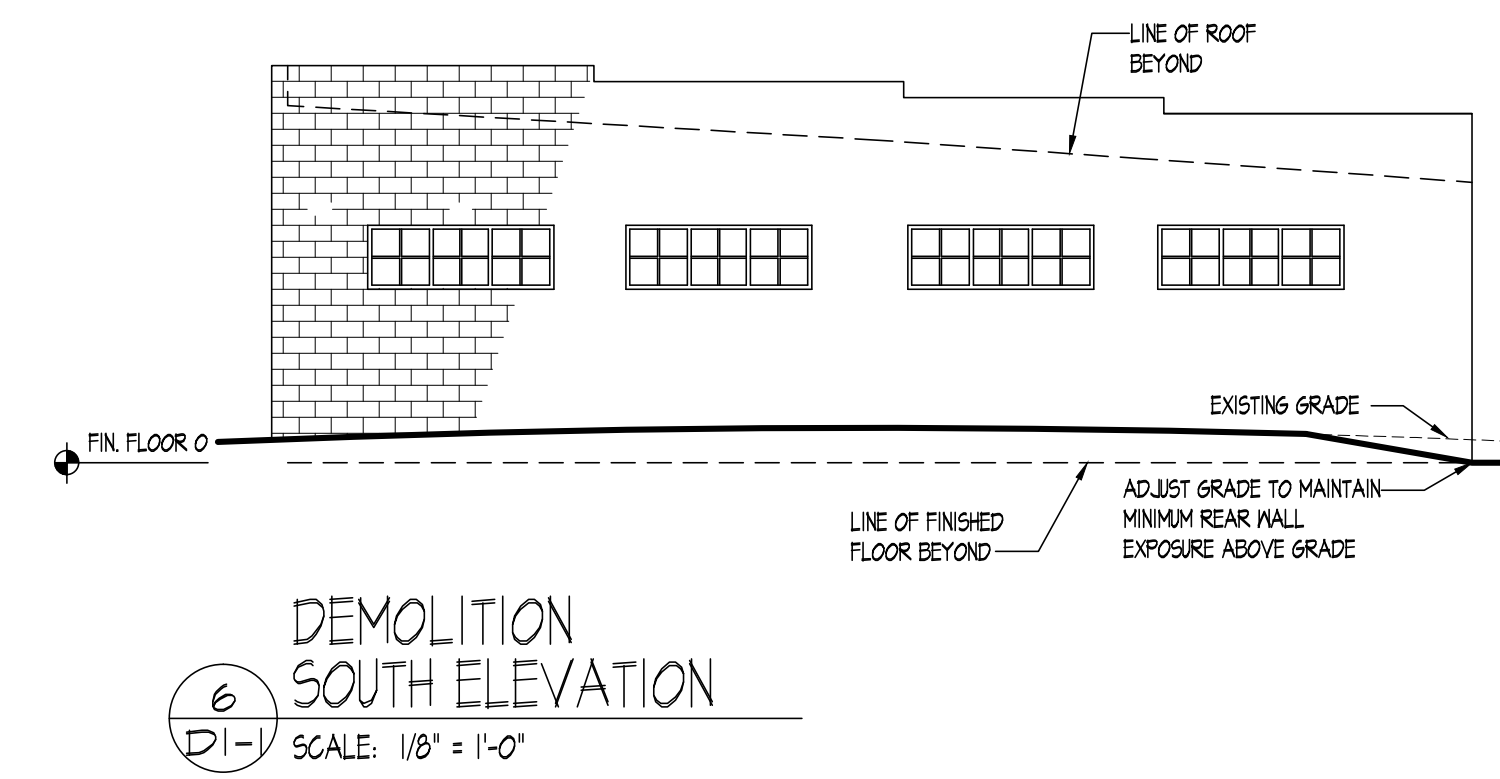 LINE OF ROOF
BEYOND
EXISTING GRADE
FIN. FLOOR 0
ADJUST GRADE TO MAINTAIN
MINIMUM REAR WALL
EXPOSURE ABOVE GRADE
LINE OF FINISHED
FLOOR BEYOND
DEMOLITION
SOUTH ELEVATION
6
D1-1
SCALE: 1/8" = 1'-0"